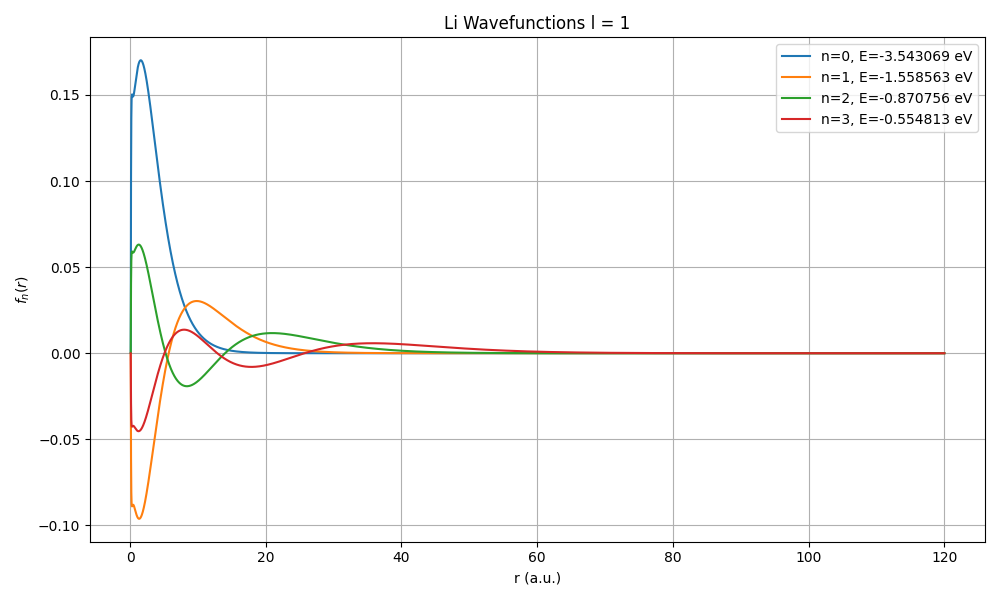 Li Wavefunctions l = 1
n=0, E=-3.543069 eV
n=1, E=-1.558563 eV
n=2, E=-0.870756 eV
n=3, E=-0.554813 eV
0.15
0.10
0.05
0.00
−0.05
−0.10
fₙ(r)
0 20 40 60 80 100 120
r (a.u.)